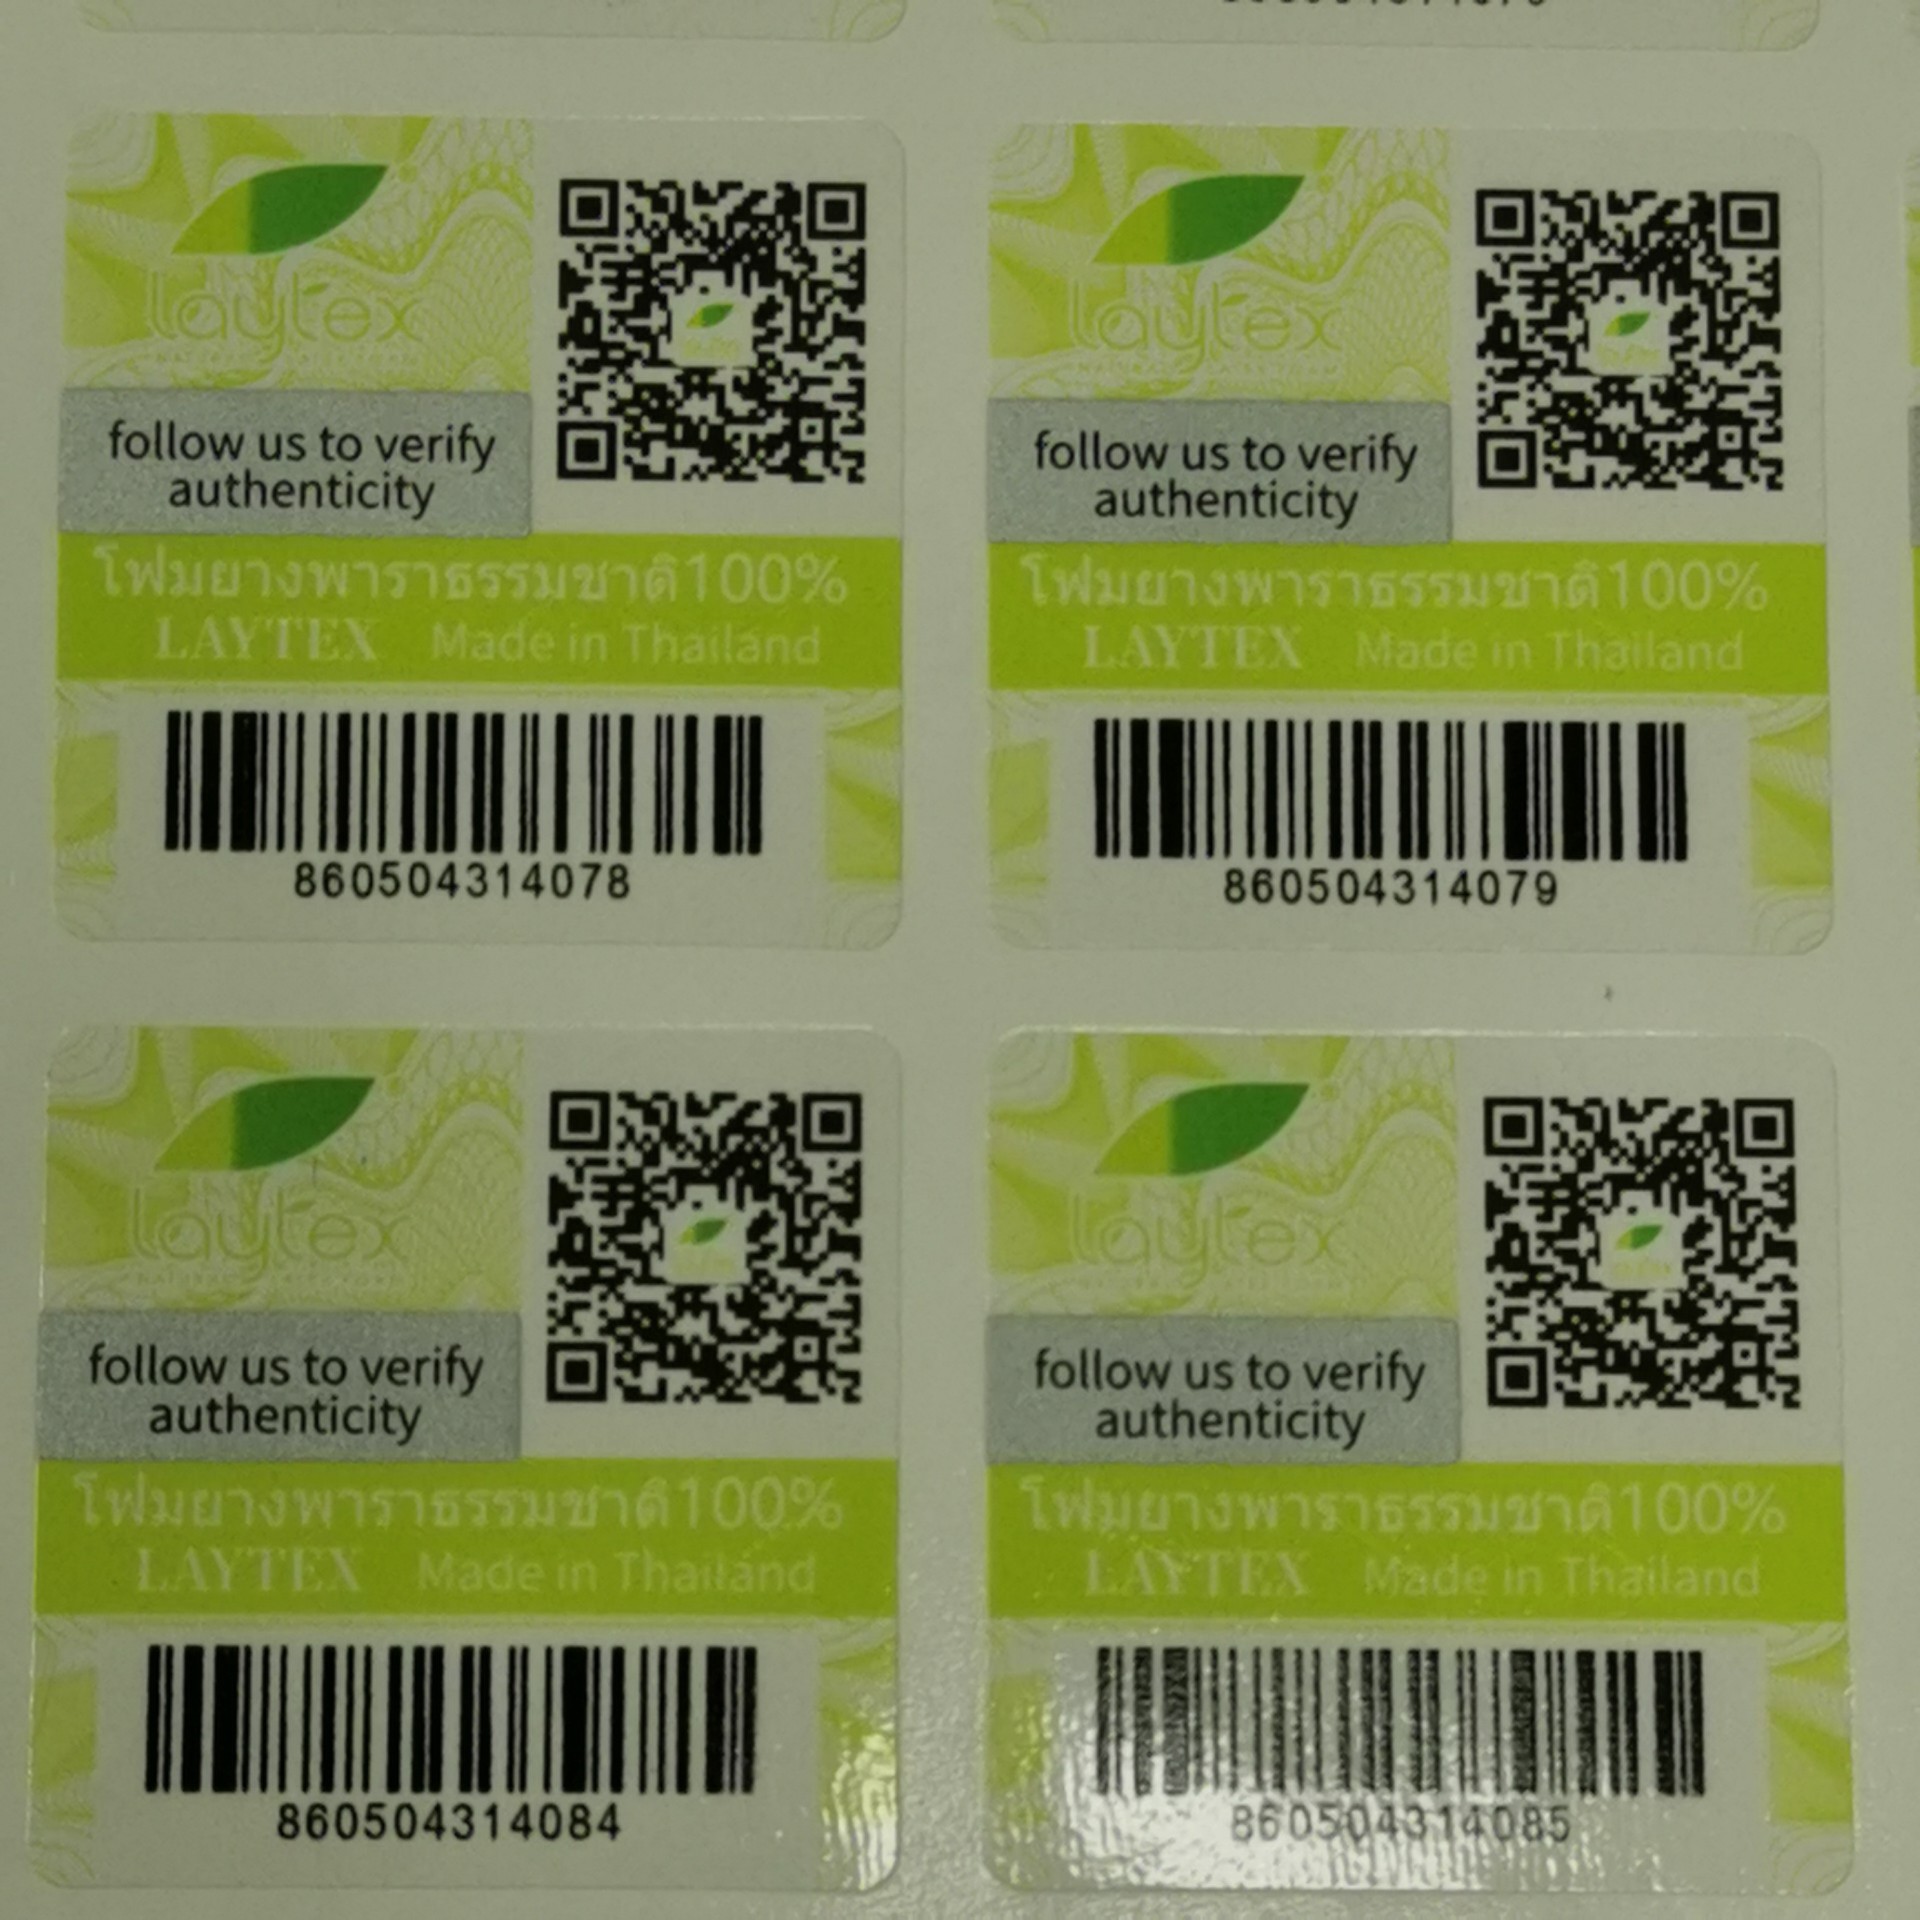 laytex
follow us to verify
authenticity
โฟมยางพาราธรรมชาติ100%
LAYTEX Made in Thailand
860504314078
laytex
follow us to verify
authenticity
โฟมยางพาราธรรมชาติ100%
LAYTEX Made in Thailand
860504314079
laytex
follow us to verify
authenticity
โฟมยางพาราธรรมชาติ100%
LAYTEX Made in Thailand
860504314084
laytex
follow us to verify
authenticity
โฟมยางพาราธรรมชาติ100%
LAYTEX Made in Thailand
860504314085